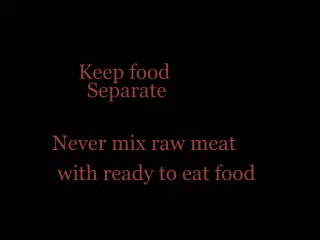 Keep food
Separate
Never mix raw meat
with ready to eat food